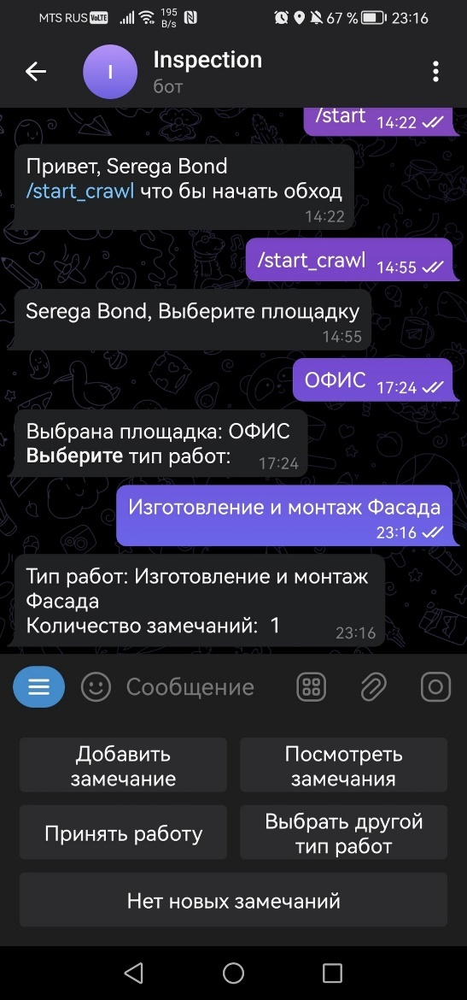 MTS RUS VoLTE 195 B/s 67 % 23:16
I Inspection
бот
/start 14:22
Привет, Serega Bond
/start_crawl что бы начать обход
14:22
/start_crawl 14:55
Serega Bond, Выберите площадку
14:55
ОФИС 17:24
Выбрана площадка: ОФИС
Выберите тип работ: 17:24
Изготовление и монтаж Фасада
23:16
Тип работ: Изготовление и монтаж
Фасада
Количество замечаний: 1 23:16
Сообщение
Добавить
замечание
Посмотреть
замечания
Принять работу
Выбрать другой
тип работ
Нет новых замечаний